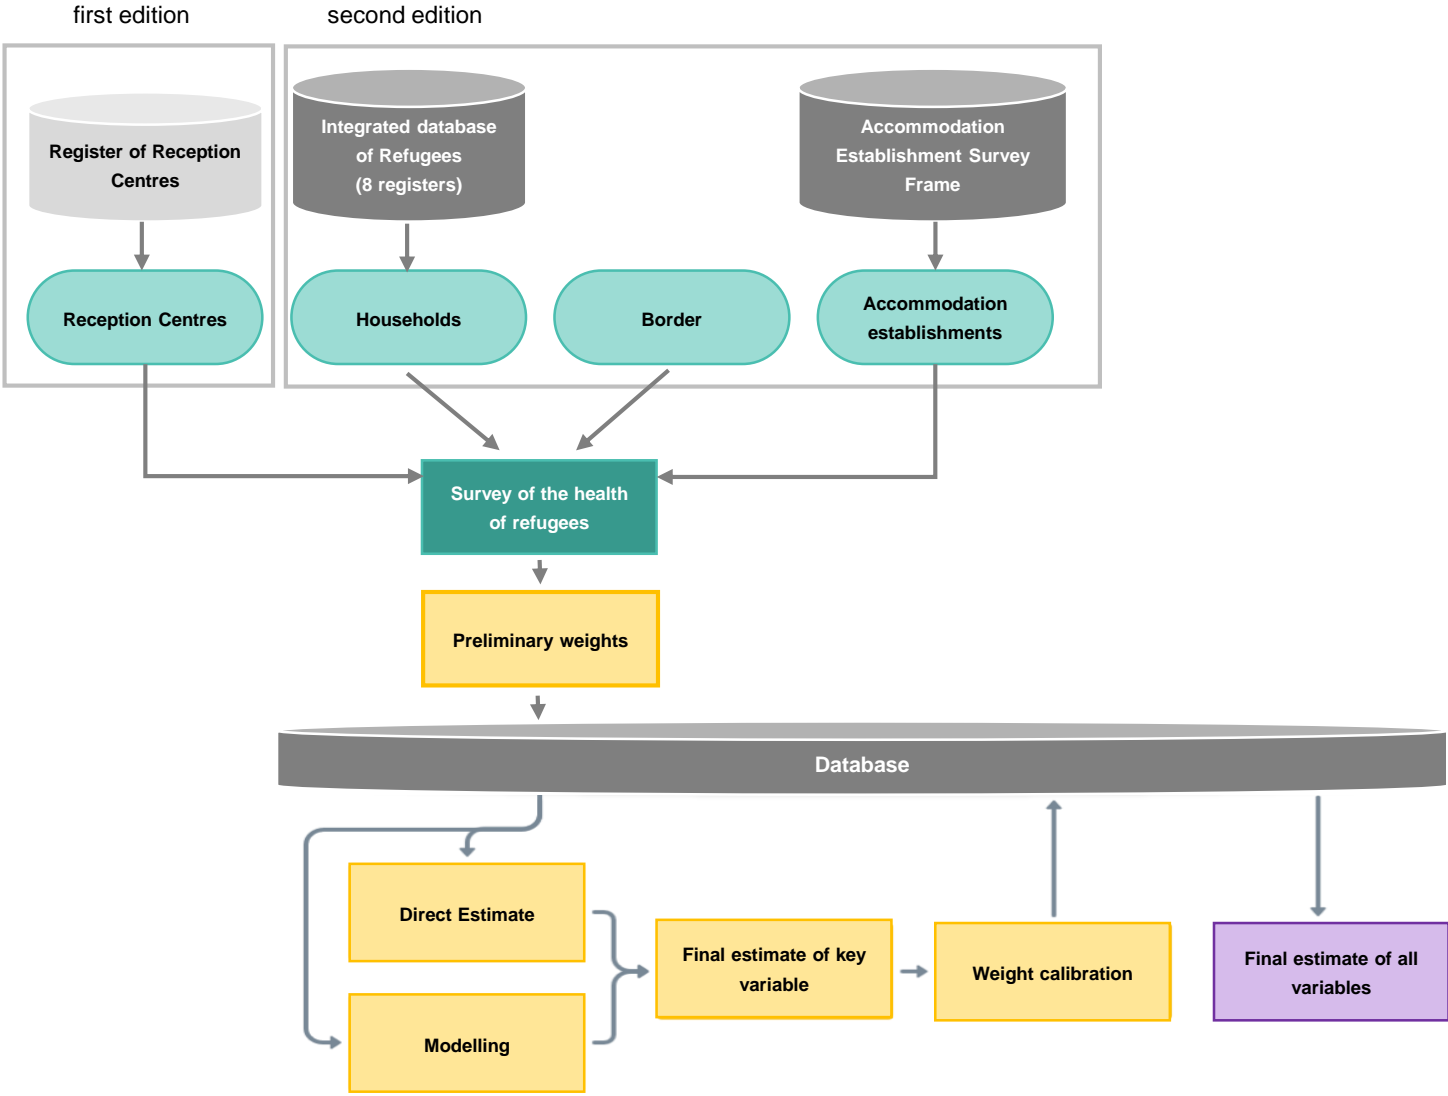 first edition
second edition
Register of Reception
Centres
Integrated database
of Refugees
(8 registers)
Accommodation
Establishment Survey
Frame
Reception Centres
Households
Border
Accommodation
establishments
Survey of the health
of refugees
Preliminary weights
Database
Direct Estimate
Modelling
Final estimate of key
variable
Weight calibration
Final estimate of all
variables